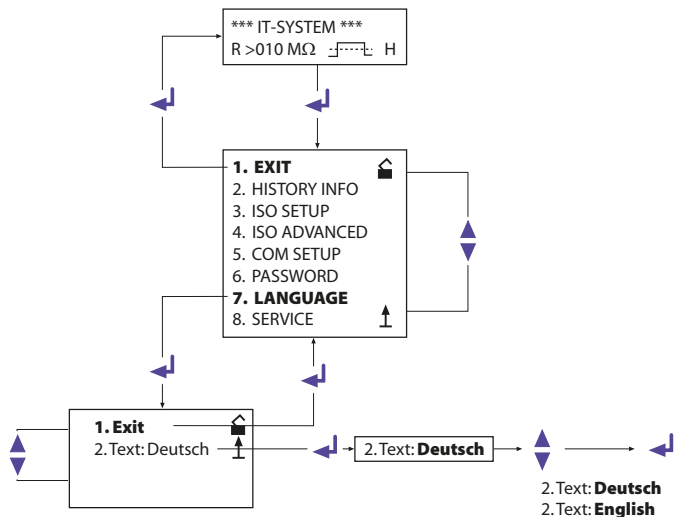 *** IT-SYSTEM ***
R >010 MΩ H
1. EXIT
2. HISTORY INFO
3. ISO SETUP
4. ISO ADVANCED
5. COM SETUP
6. PASSWORD
7. LANGUAGE
8. SERVICE
1. Exit
2. Text: Deutsch
2. Text: Deutsch
2. Text: Deutsch
2. Text: English